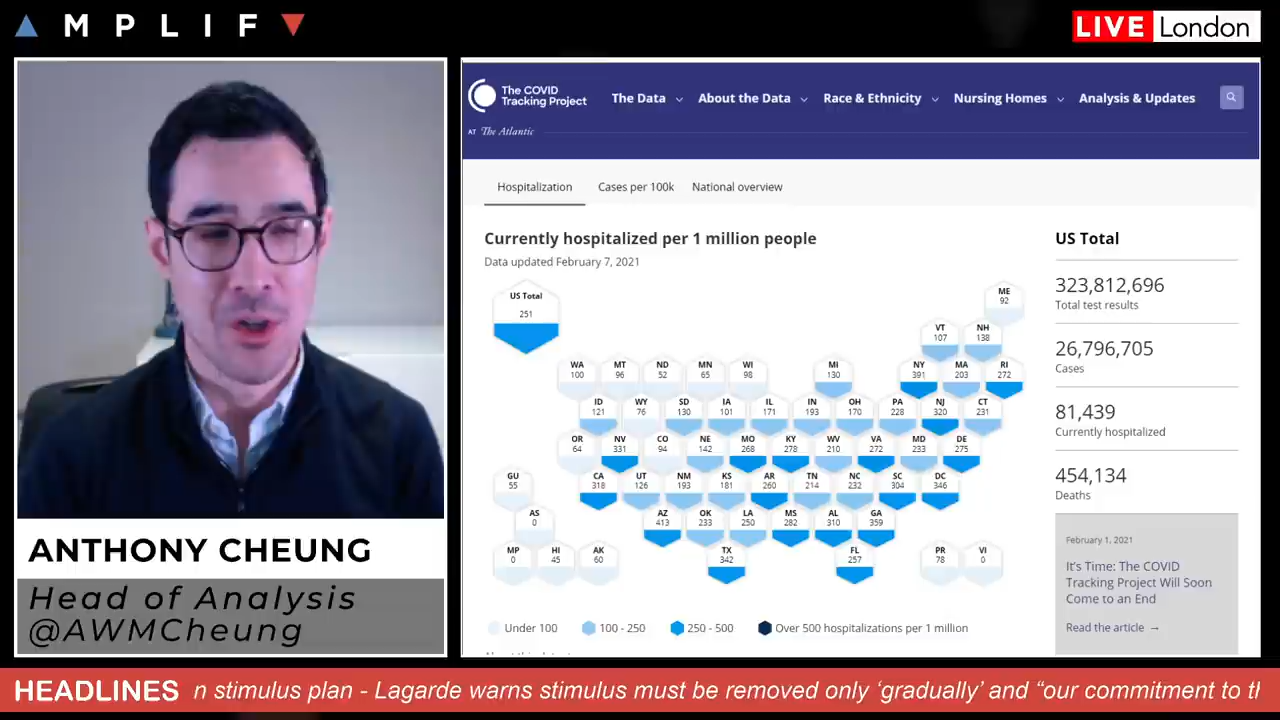 AMPLIFY
LIVE London
The COVID
Tracking Project
AT The Atlantic
The Data
About the Data
Race & Ethnicity
Nursing Homes
Analysis & Updates
Hospitalization
Cases per 100k
National overview
Currently hospitalized per 1 million people
Data updated February 7, 2021
US Total
251
ME
92
VT
107
NH
138
WA
100
MT
96
ND
52
MN
65
WI
98
MI
130
NY
391
MA
203
RI
272
ID
121
WY
76
SD
130
IA
101
IL
171
IN
193
OH
170
PA
228
NJ
320
CT
231
OR
64
NV
331
CO
94
NE
142
MO
268
KY
278
WV
210
VA
272
MD
233
DE
275
GU
55
CA
318
UT
126
NM
193
KS
181
AR
260
TN
214
NC
232
SC
304
DC
346
AS
0
AZ
413
OK
233
LA
250
MS
282
AL
310
GA
359
MP
0
HI
45
AK
60
TX
342
FL
257
PR
78
VI
0
Under 100
100 - 250
250 - 500
Over 500 hospitalizations per 1 million
US Total
323,812,696
Total test results
26,796,705
Cases
81,439
Currently hospitalized
454,134
Deaths
February 1, 2021
It's Time: The COVID
Tracking Project Will Soon
Come to an End
Read the article →
ANTHONY CHEUNG
Head of Analysis
@AWMCheung
HEADLINES n stimulus plan - Lagarde warns stimulus must be removed only ‘gradually’ and “our commitment to